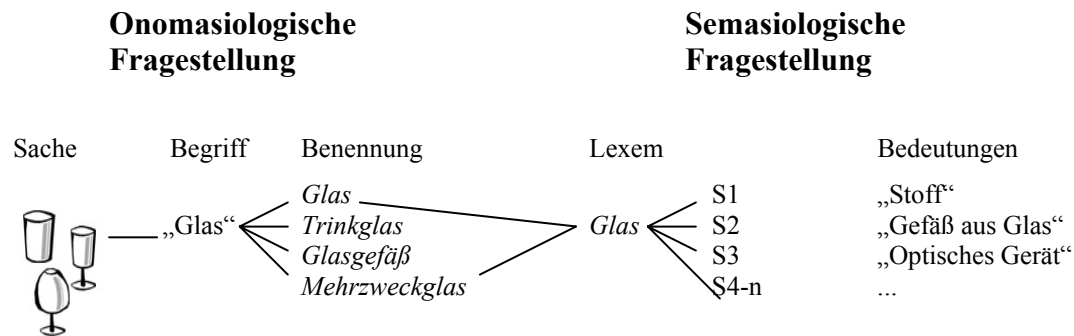 Onomasiologische Semasiologische
Fragestellung Fragestellung
Sache Begriff Benennung Lexem Bedeutungen
Glas S1 „Stoff“
„Glas“ Trinkglas Glas S2 „Gefäß aus Glas“
Glasgefäß S3 „Optisches Gerät“
Mehrzweckglas S4-n ...